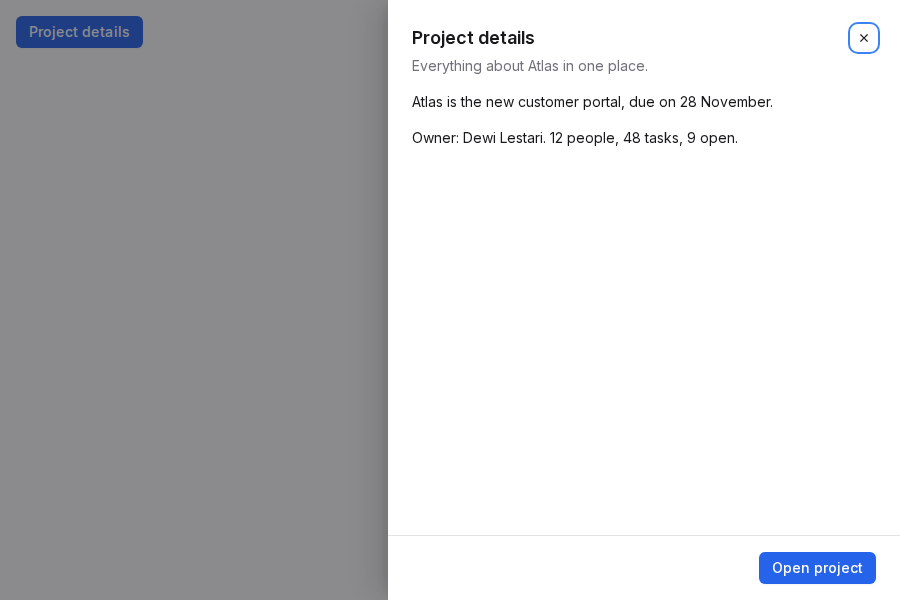 Project details
Project details
Everything about Atlas in one place.
Atlas is the new customer portal, due on 28 November.
Owner: Dewi Lestari. 12 people, 48 tasks, 9 open.
Open project